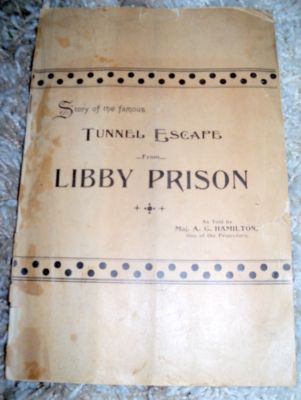 Story of the famous
TUNNEL ESCAPE
—From—
LIBBY PRISON
As Told by
Maj. A. G. HAMILTON,
One of the Projectors.